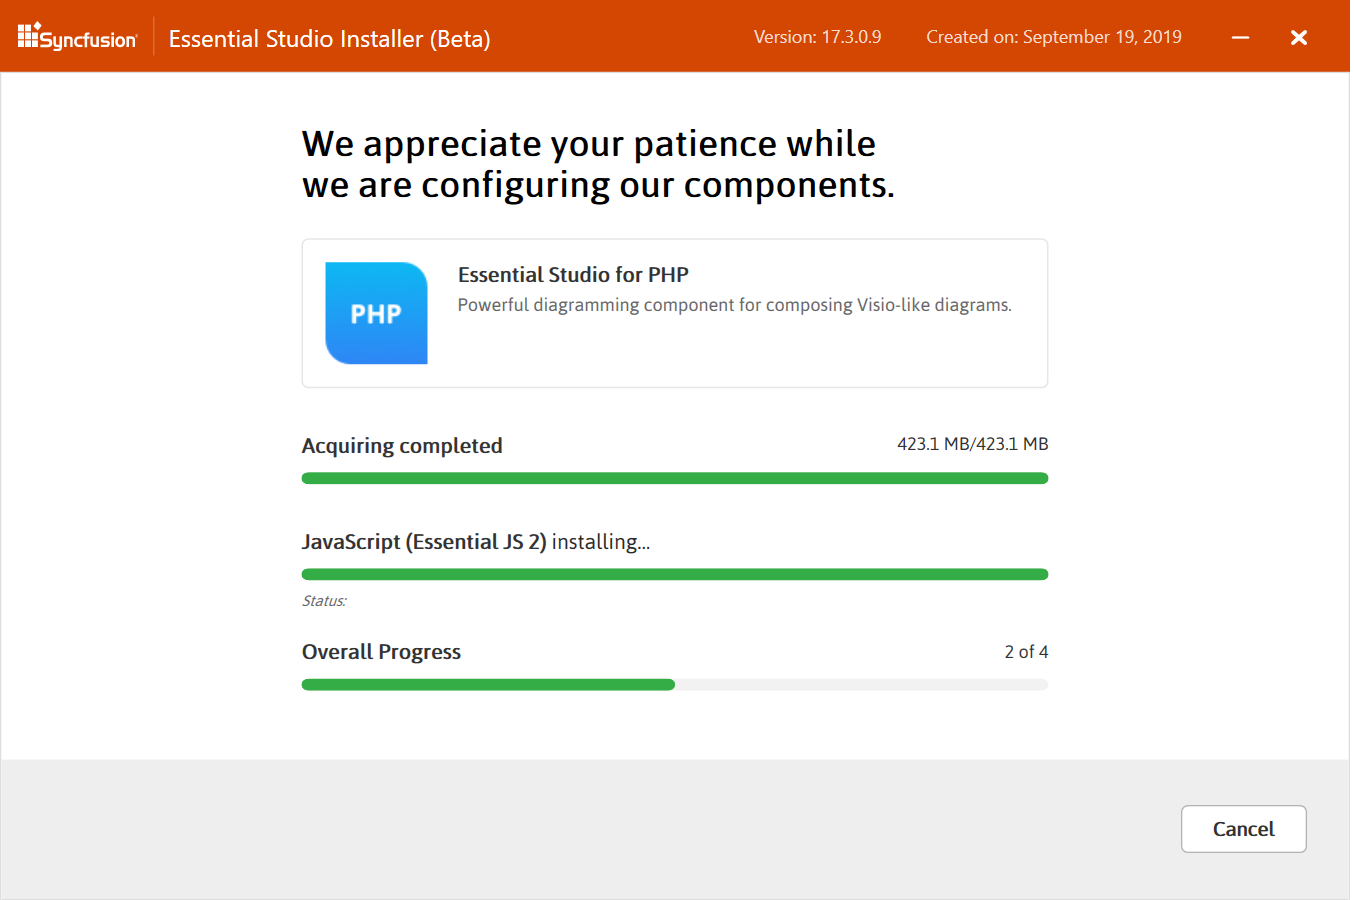 Syncfusion
Essential Studio Installer (Beta)
Version: 17.3.0.9
Created on: September 19, 2019
We appreciate your patience while
we are configuring our components.
PHP
Essential Studio for PHP
Powerful diagramming component for composing Visio-like diagrams.
Acquiring completed
423.1 MB/423.1 MB
JavaScript (Essential JS 2) installing...
Status:
Overall Progress
2 of 4
Cancel